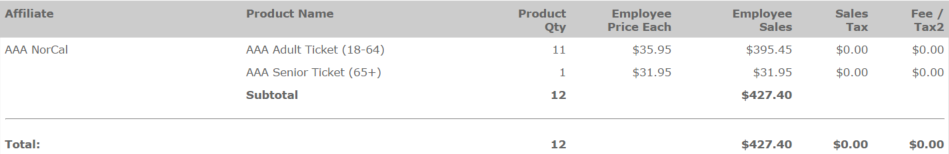 Affiliate Product Name Product Qty Employee Price Each Employee Sales Sales Tax Fee / Tax2
AAA NorCal AAA Adult Ticket (18-64) 11 $35.95 $395.45 $0.00 $0.00
AAA Senior Ticket (65+) 1 $31.95 $31.95 $0.00 $0.00
Subtotal 12 $427.40
Total: 12 $427.40 $0.00 $0.00